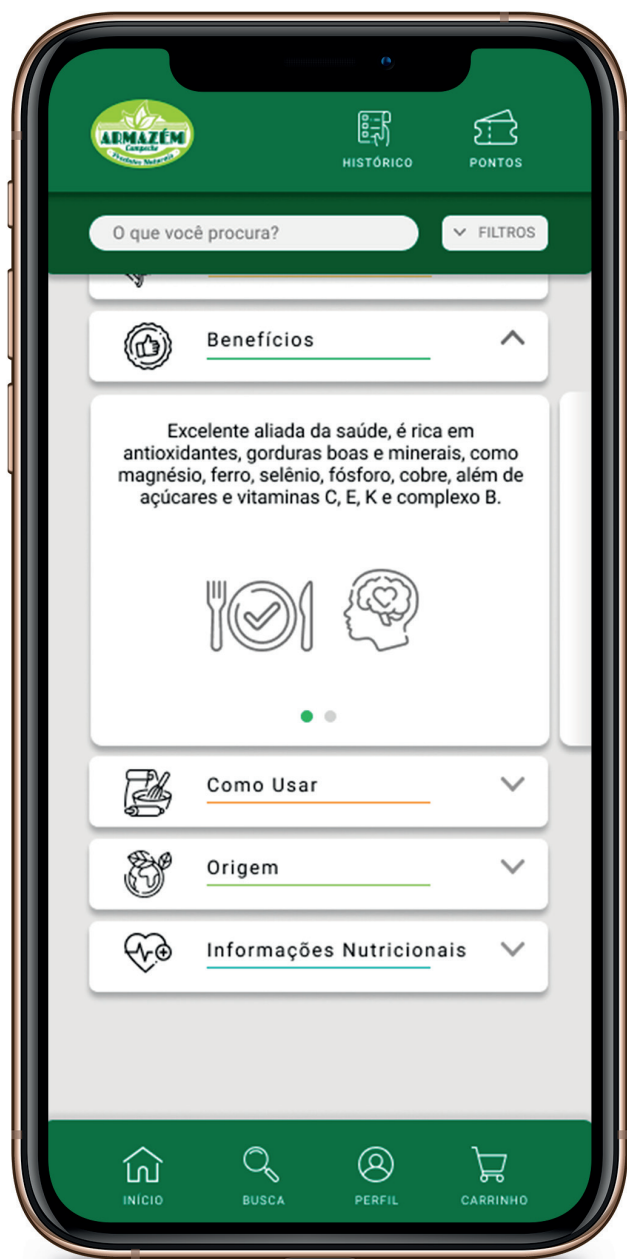 ARMAZÉM
Campeche
Produtos Naturais
HISTÓRICO
PONTOS
O que você procura?
FILTROS
Benefícios
Excelente aliada da saúde, é rica em
antioxidantes, gorduras boas e minerais, como
magnésio, ferro, selênio, fósforo, cobre, além de
açúcares e vitaminas C, E, K e complexo B.
Como Usar
Origem
Informações Nutricionais
INÍCIO
BUSCA
PERFIL
CARRINHO